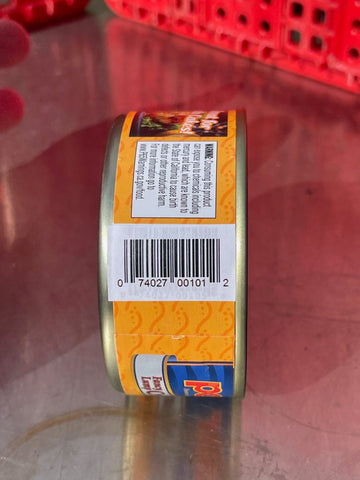 WARNING: Consuming this product
can expose you to chemicals including
mercury and lead, which are known to
the State of California to cause birth
defects or other reproductive harm.
For more information go to
www.P65Warnings.ca.gov/food.
0 74027 00101 2
Fancy
Lump